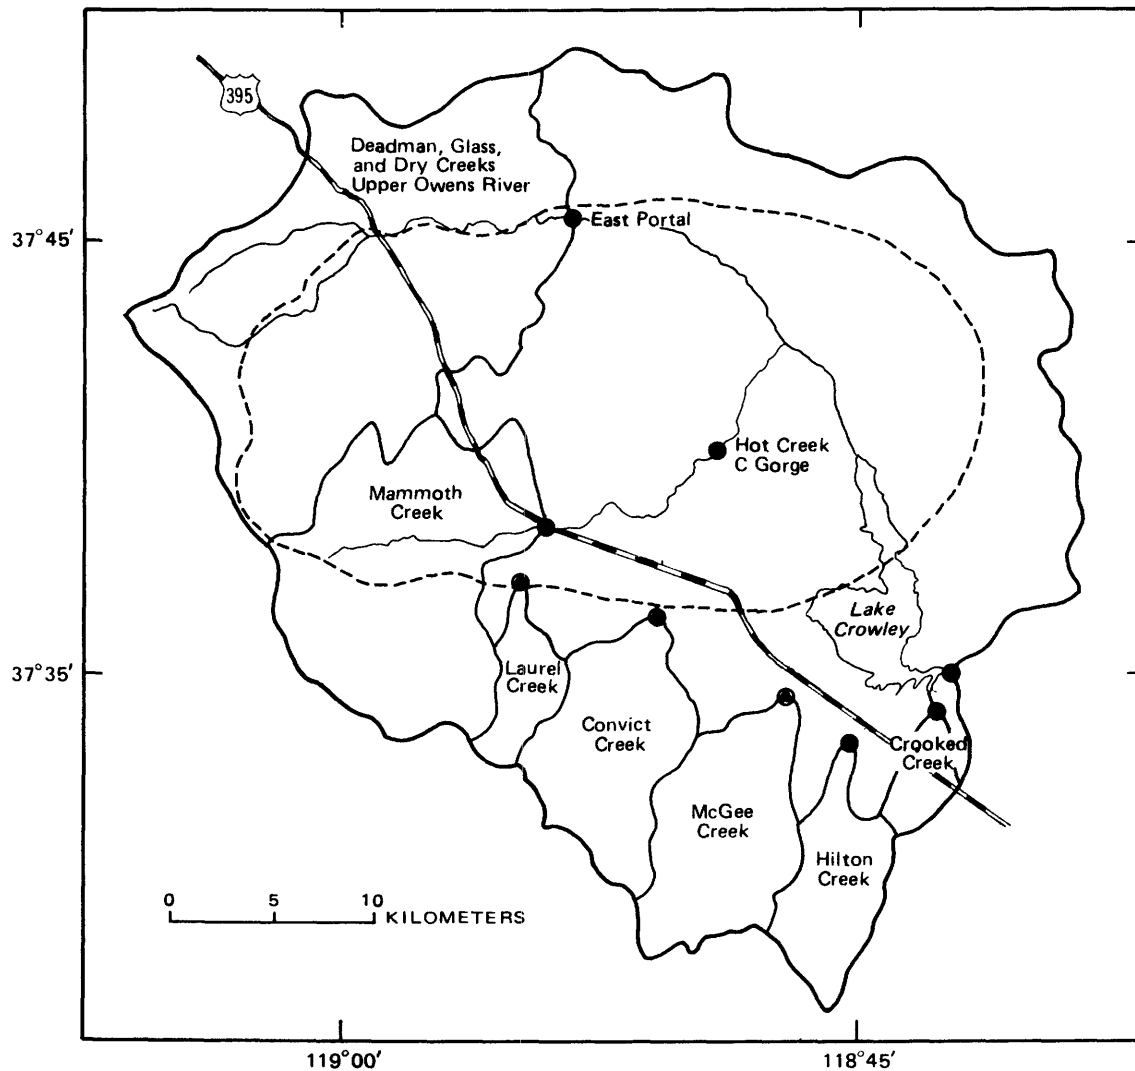 395
Deadman, Glass,
and Dry Creeks
Upper Owens River
East Portal
37°45'
Hot Creek
C Gorge
Mammoth
Creek
Lake
Crowley
37°35'
Laurel
Creek
Convict
Creek
Crooked
Creek
McGee
Creek
Hilton
Creek
0 5 10
KILOMETERS
119°00' 118°45'